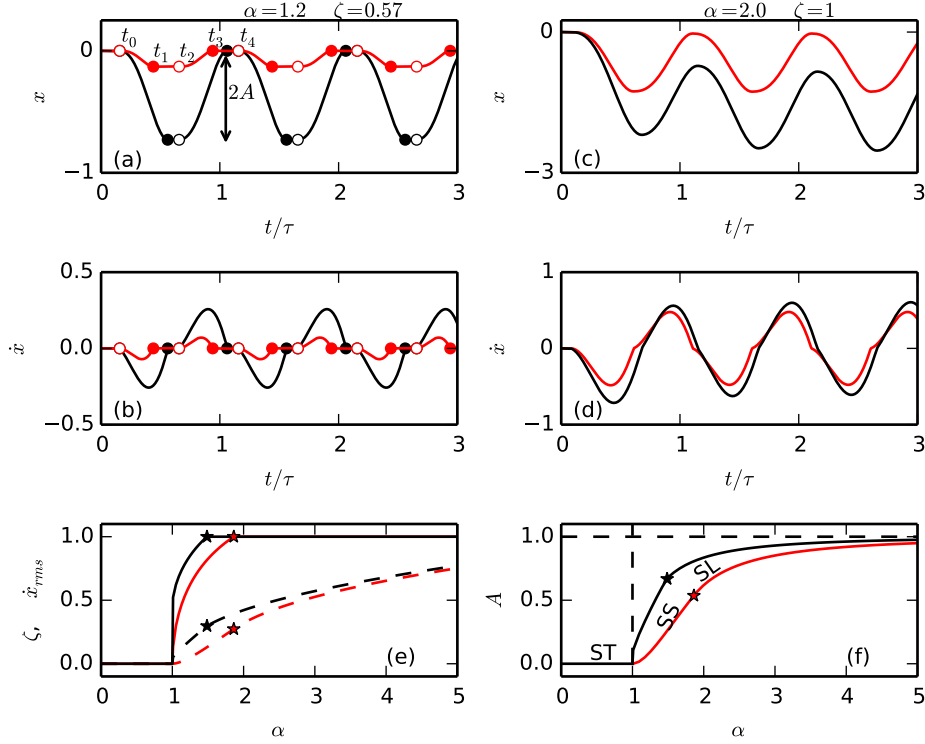 α=1.2 ζ=0.57
α=2.0 ζ=1
0
−1
x
t₀
t₁
t₂
t₃
t₄
2A
(a)
0 1 2 3
t/τ
0
−3
x
(c)
0 1 2 3
t/τ
0.5
0.0
−0.5
ẋ
(b)
0 1 2 3
t/τ
1
0
−1
ẋ
(d)
0 1 2 3
t/τ
1.0
0.5
0.0
ζ, ẋ_rms
(e)
0 1 2 3 4 5
α
1.0
0.5
0.0
A
ST
SS
SL
(f)
0 1 2 3 4 5
α